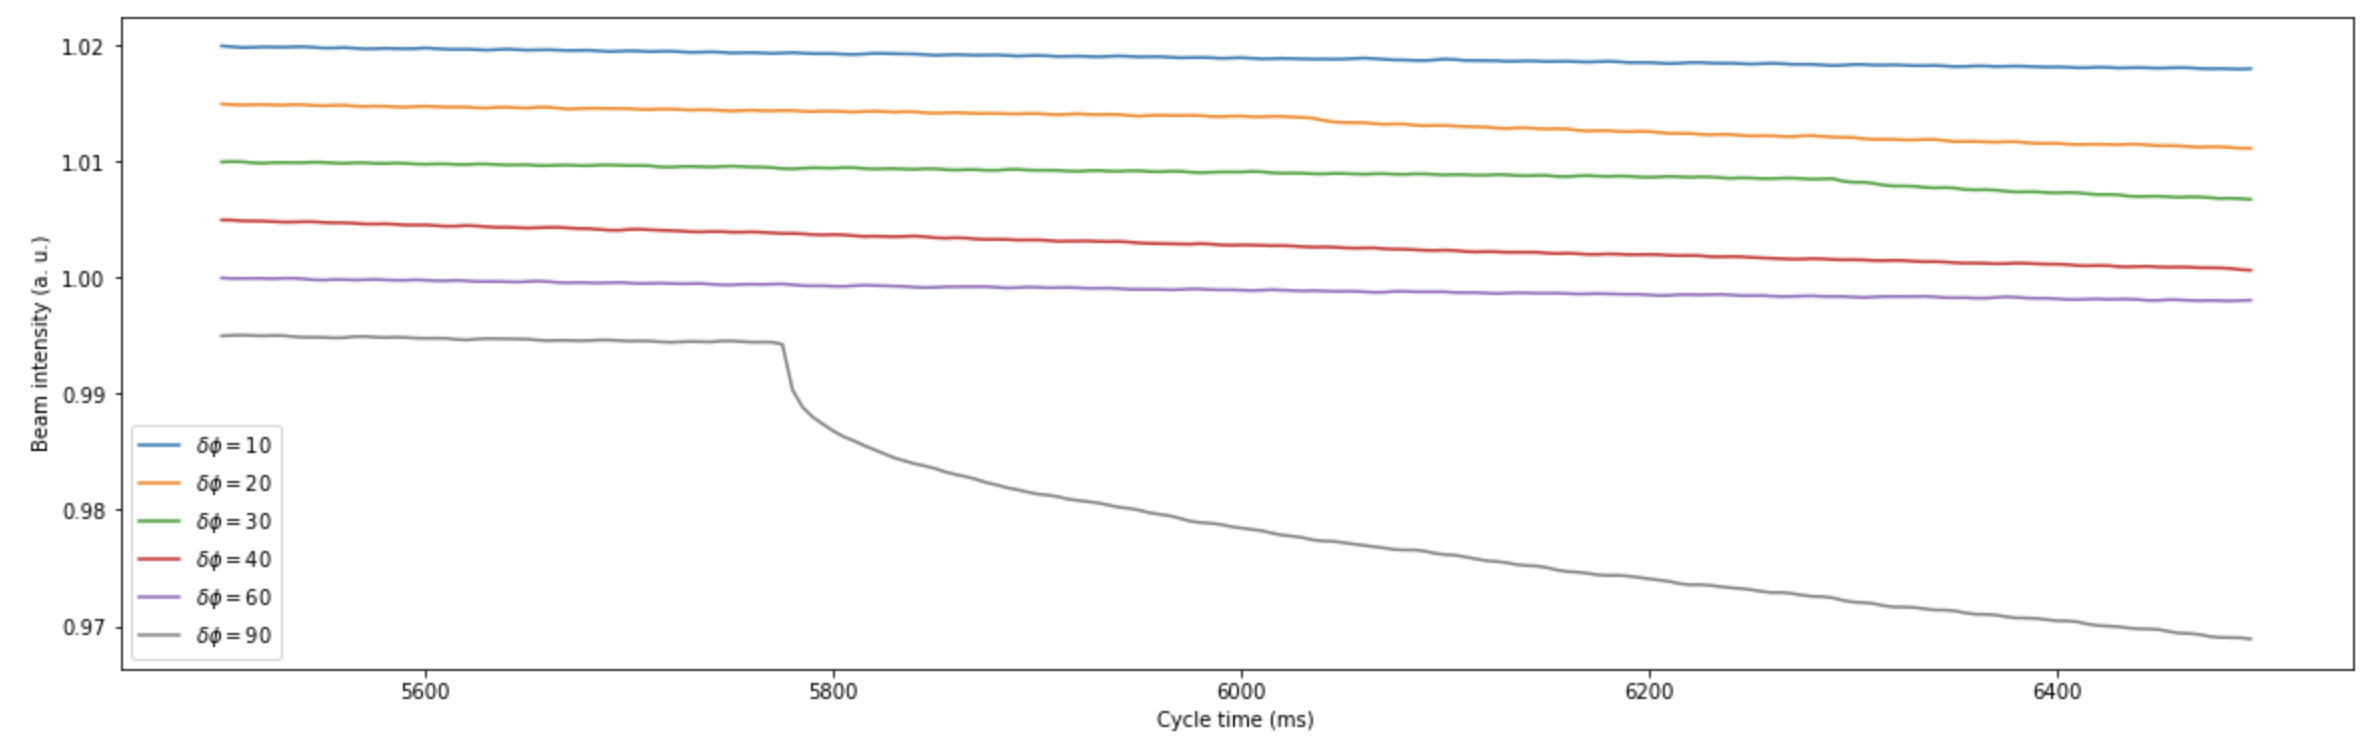 1.02
1.01
1.00
0.99
0.98
0.97
Beam intensity (a. u.)
δϕ = 10
δϕ = 20
δϕ = 30
δϕ = 40
δϕ = 60
δϕ = 90
5600 5800 6000 6200 6400
Cycle time (ms)